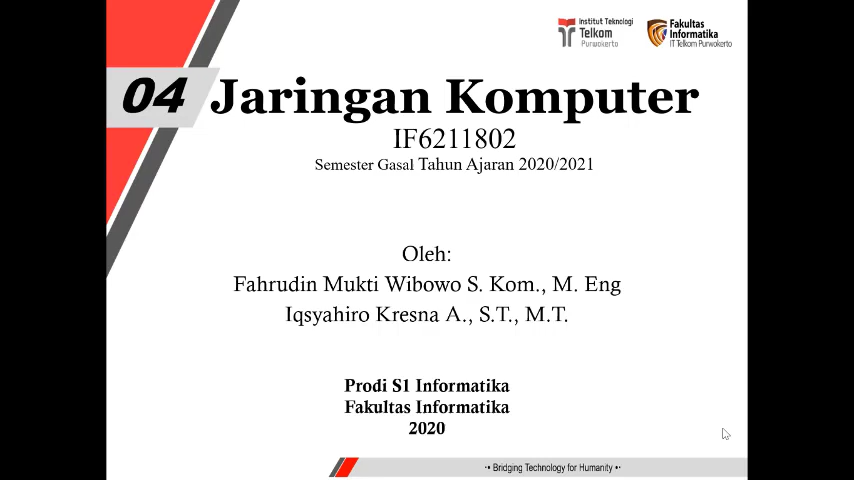 Institut Teknologi
Telkom
Purwokerto
Fakultas
Informatika
IT Telkom Purwokerto
04
Jaringan Komputer
IF6211802
Semester Gasal Tahun Ajaran 2020/2021
Oleh:
Fahrudin Mukti Wibowo S. Kom., M. Eng
Iqsyahiro Kresna A., S.T., M.T.
Prodi S1 Informatika
Fakultas Informatika
2020
·• Bridging Technology for Humanity •·